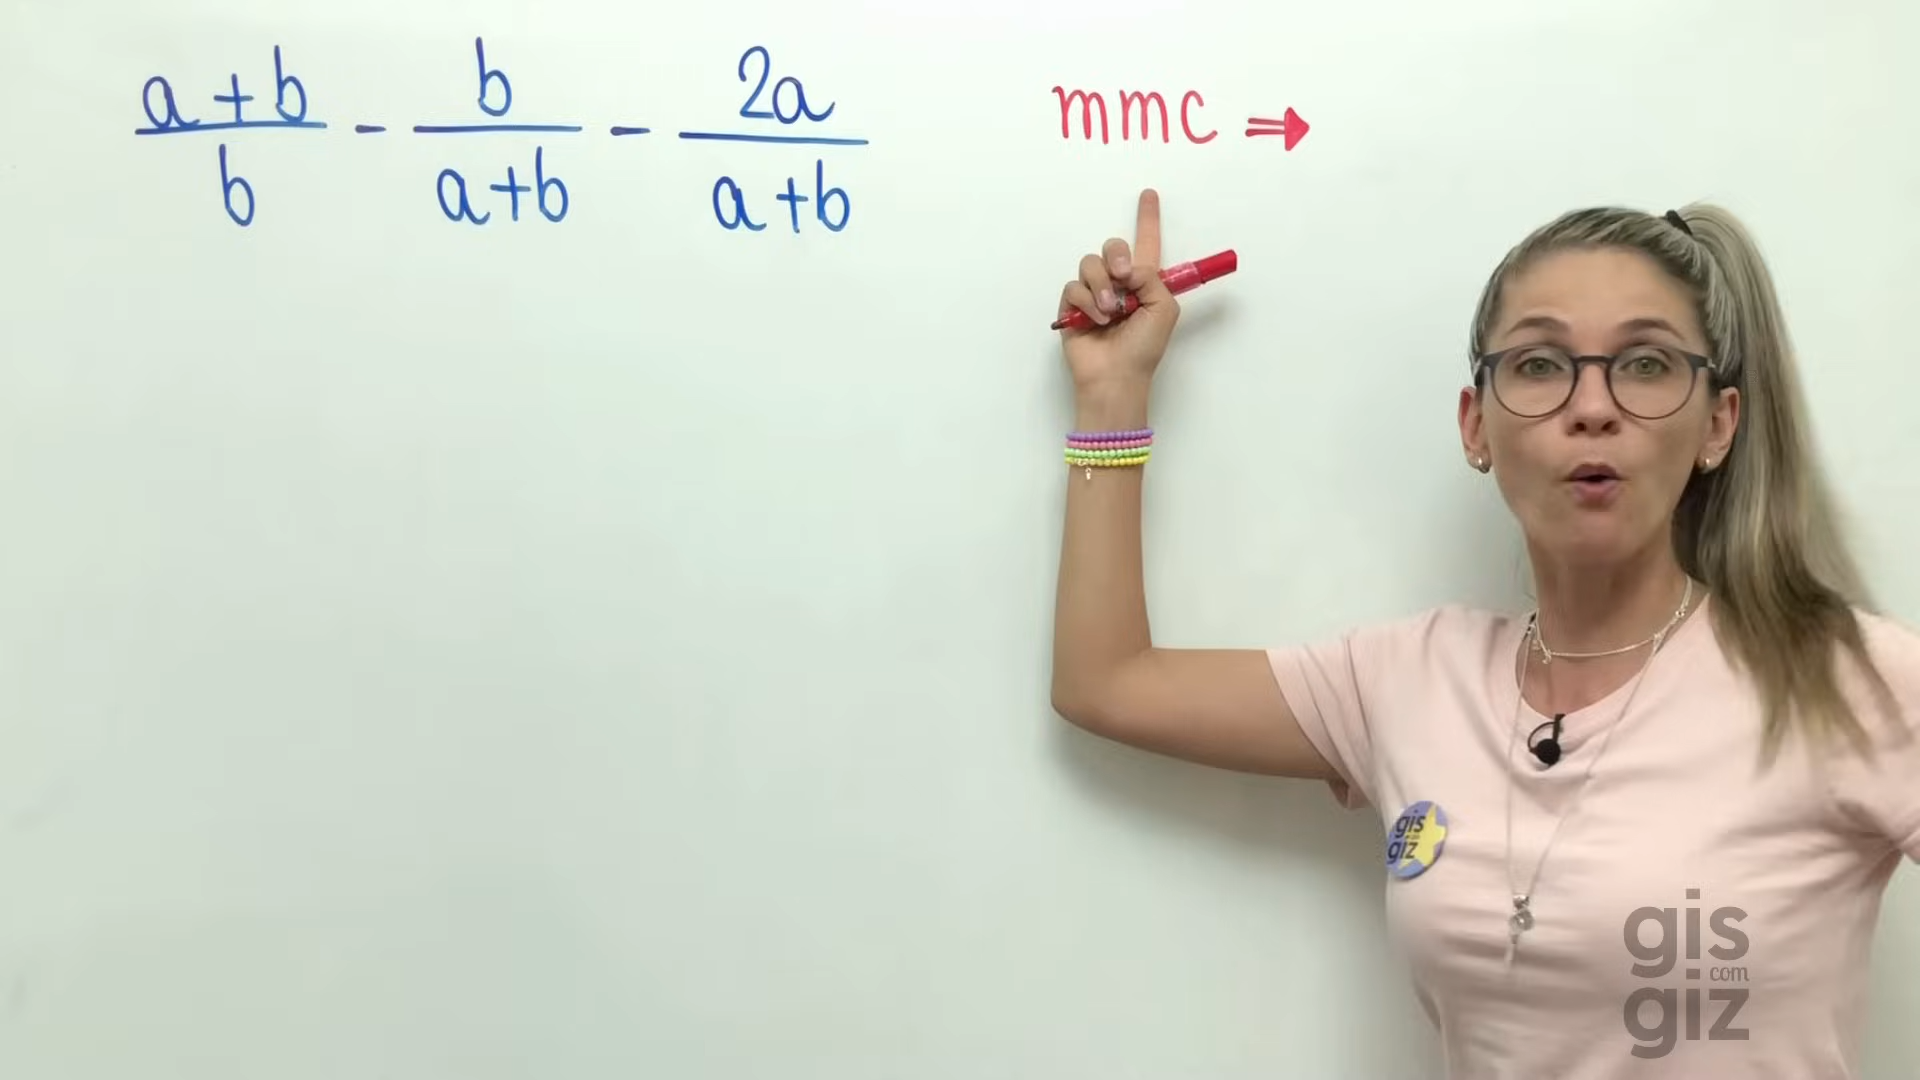 a + b / b - b / a + b - 2a / a + b
mmc ⇒
gis
giz
gis
com
giz